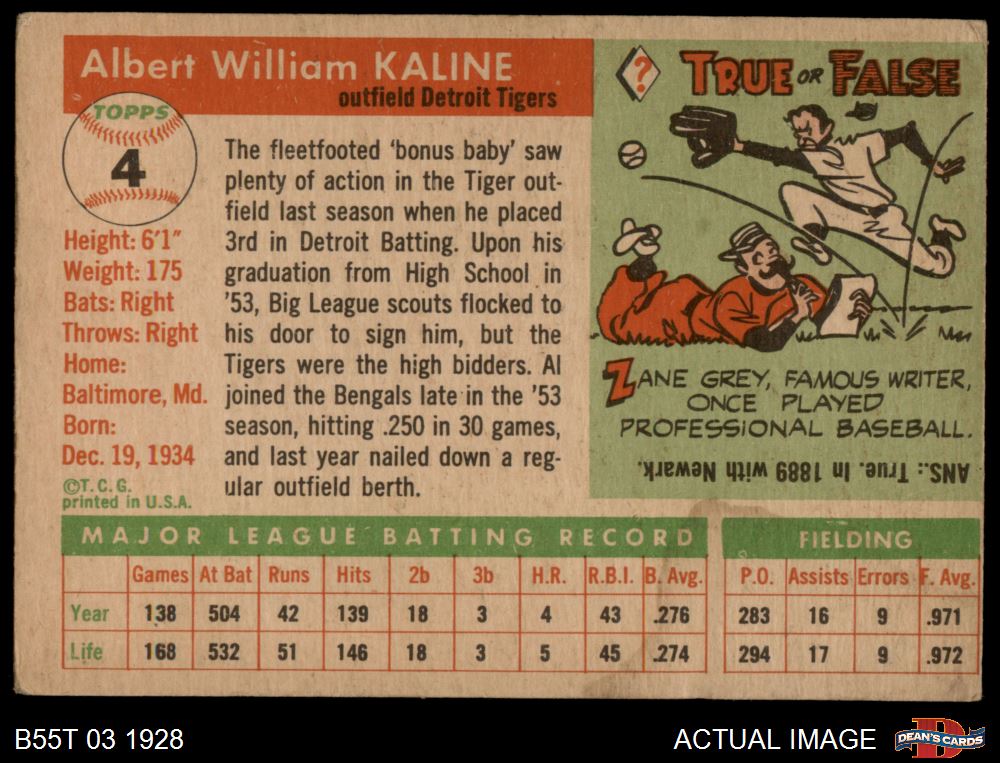 Albert William KALINE
outfield Detroit Tigers
TOPPS
4
Height: 6'1"
Weight: 175
Bats: Right
Throws: Right
Home:
Baltimore, Md.
Born:
Dec. 19, 1934
©T. C. G.
printed in U.S.A.
The fleetfooted 'bonus baby' saw
plenty of action in the Tiger out-
field last season when he placed
3rd in Detroit Batting. Upon his
graduation from High School in
'53, Big League scouts flocked to
his door to sign him, but the
Tigers were the high bidders. Al
joined the Bengals late in the '53
season, hitting .250 in 30 games,
and last year nailed down a reg-
ular outfield berth.
? TRUE OR FALSE
ZANE GREY, FAMOUS WRITER,
ONCE PLAYED
PROFESSIONAL BASEBALL.
ANS.: True. In 1889 with Newark.
MAJOR LEAGUE BATTING RECORD FIELDING
Games At Bat Runs Hits 2b 3b H.R. R.B.I. B. Avg. P.O. Assists Errors F. Avg.
Year 138 504 42 139 18 3 4 43 .276 283 16 9 .971
Life 168 532 51 146 18 3 5 45 .274 294 17 9 .972
B55T 03 1928 ACTUAL IMAGE D DEAN'S CARDS